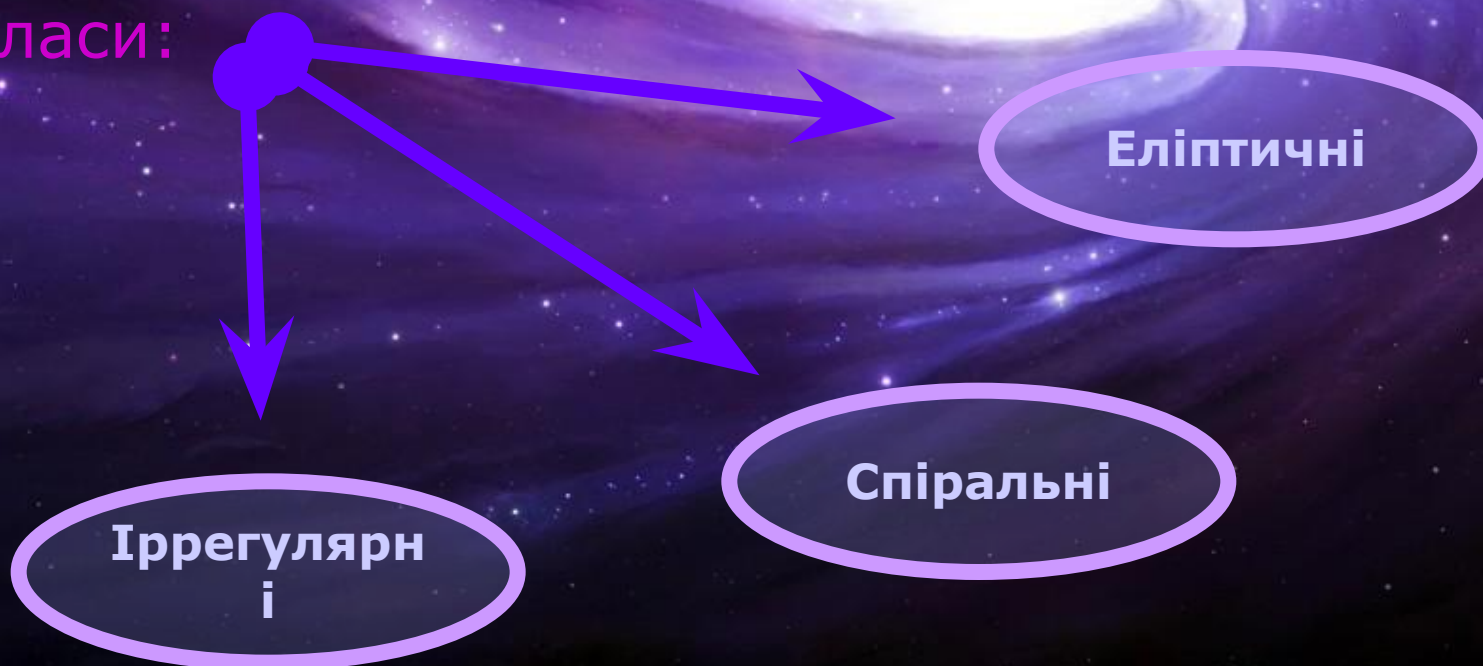 ласи:
Еліптичні
Спіральні
Іррегулярн
і